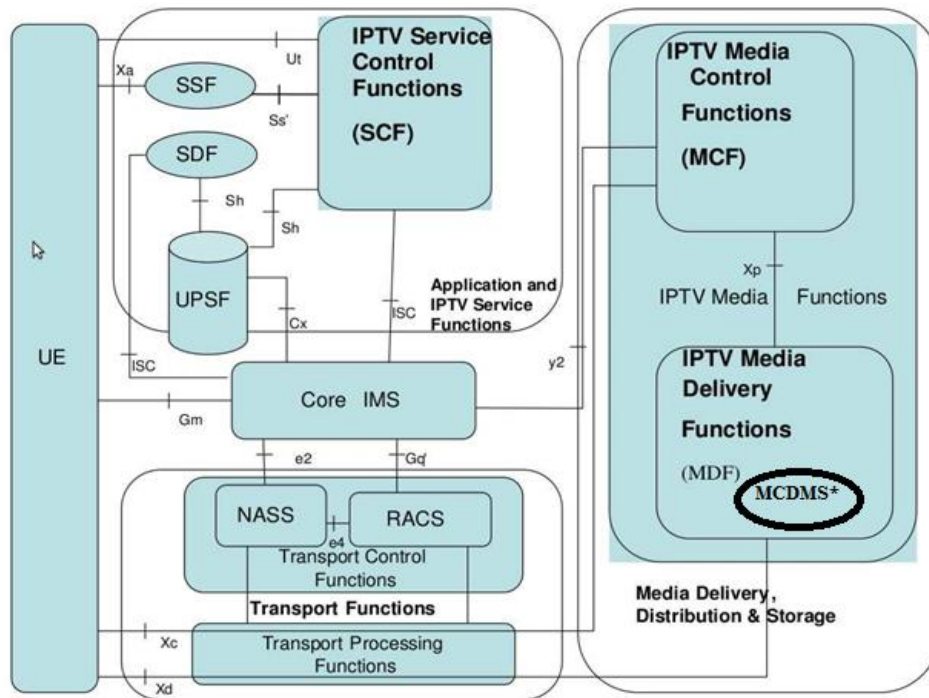 UE
Xa
Ut
IPTV Service
Control
Functions
(SCF)
SSF
Ss'
SDF
Sh
Sh
UPSF
Cx
ISC
ISC
Application and
IPTV Service
Functions
Core IMS
Gm
y2
e2
Gq'
NASS
e4
RACS
Transport Control
Functions
Transport Functions
Transport Processing
Functions
Xc
Xd
IPTV Media
Control
Functions
(MCF)
Xp
IPTV Media Functions
IPTV Media
Delivery
Functions
(MDF)
MCDMS*
Media Delivery,
Distribution & Storage